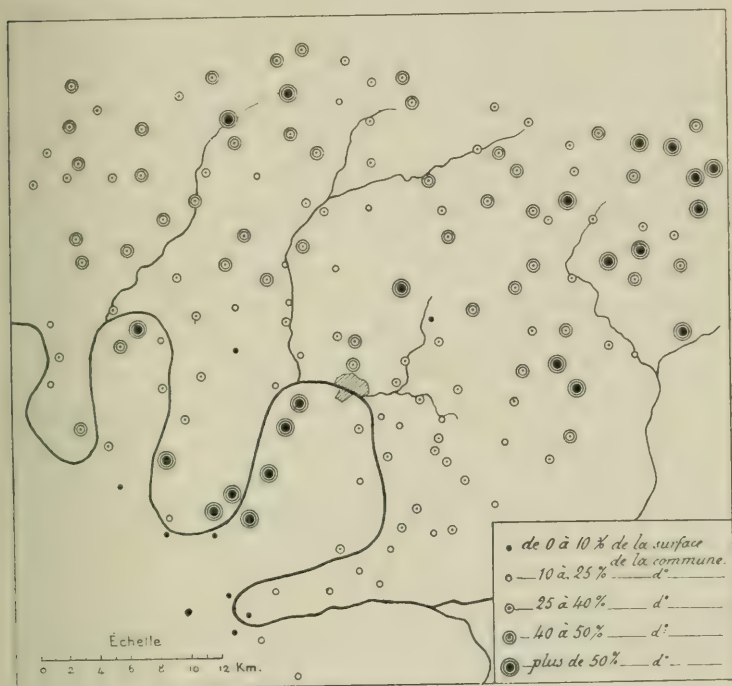 de 0 à 10 % de la surface
de la commune.
10 à 25 % d°
25 à 40 % d°
40 à 50 % d°
plus de 50 % d°
Échelle
0 2 4 6 8 10 12 Km.